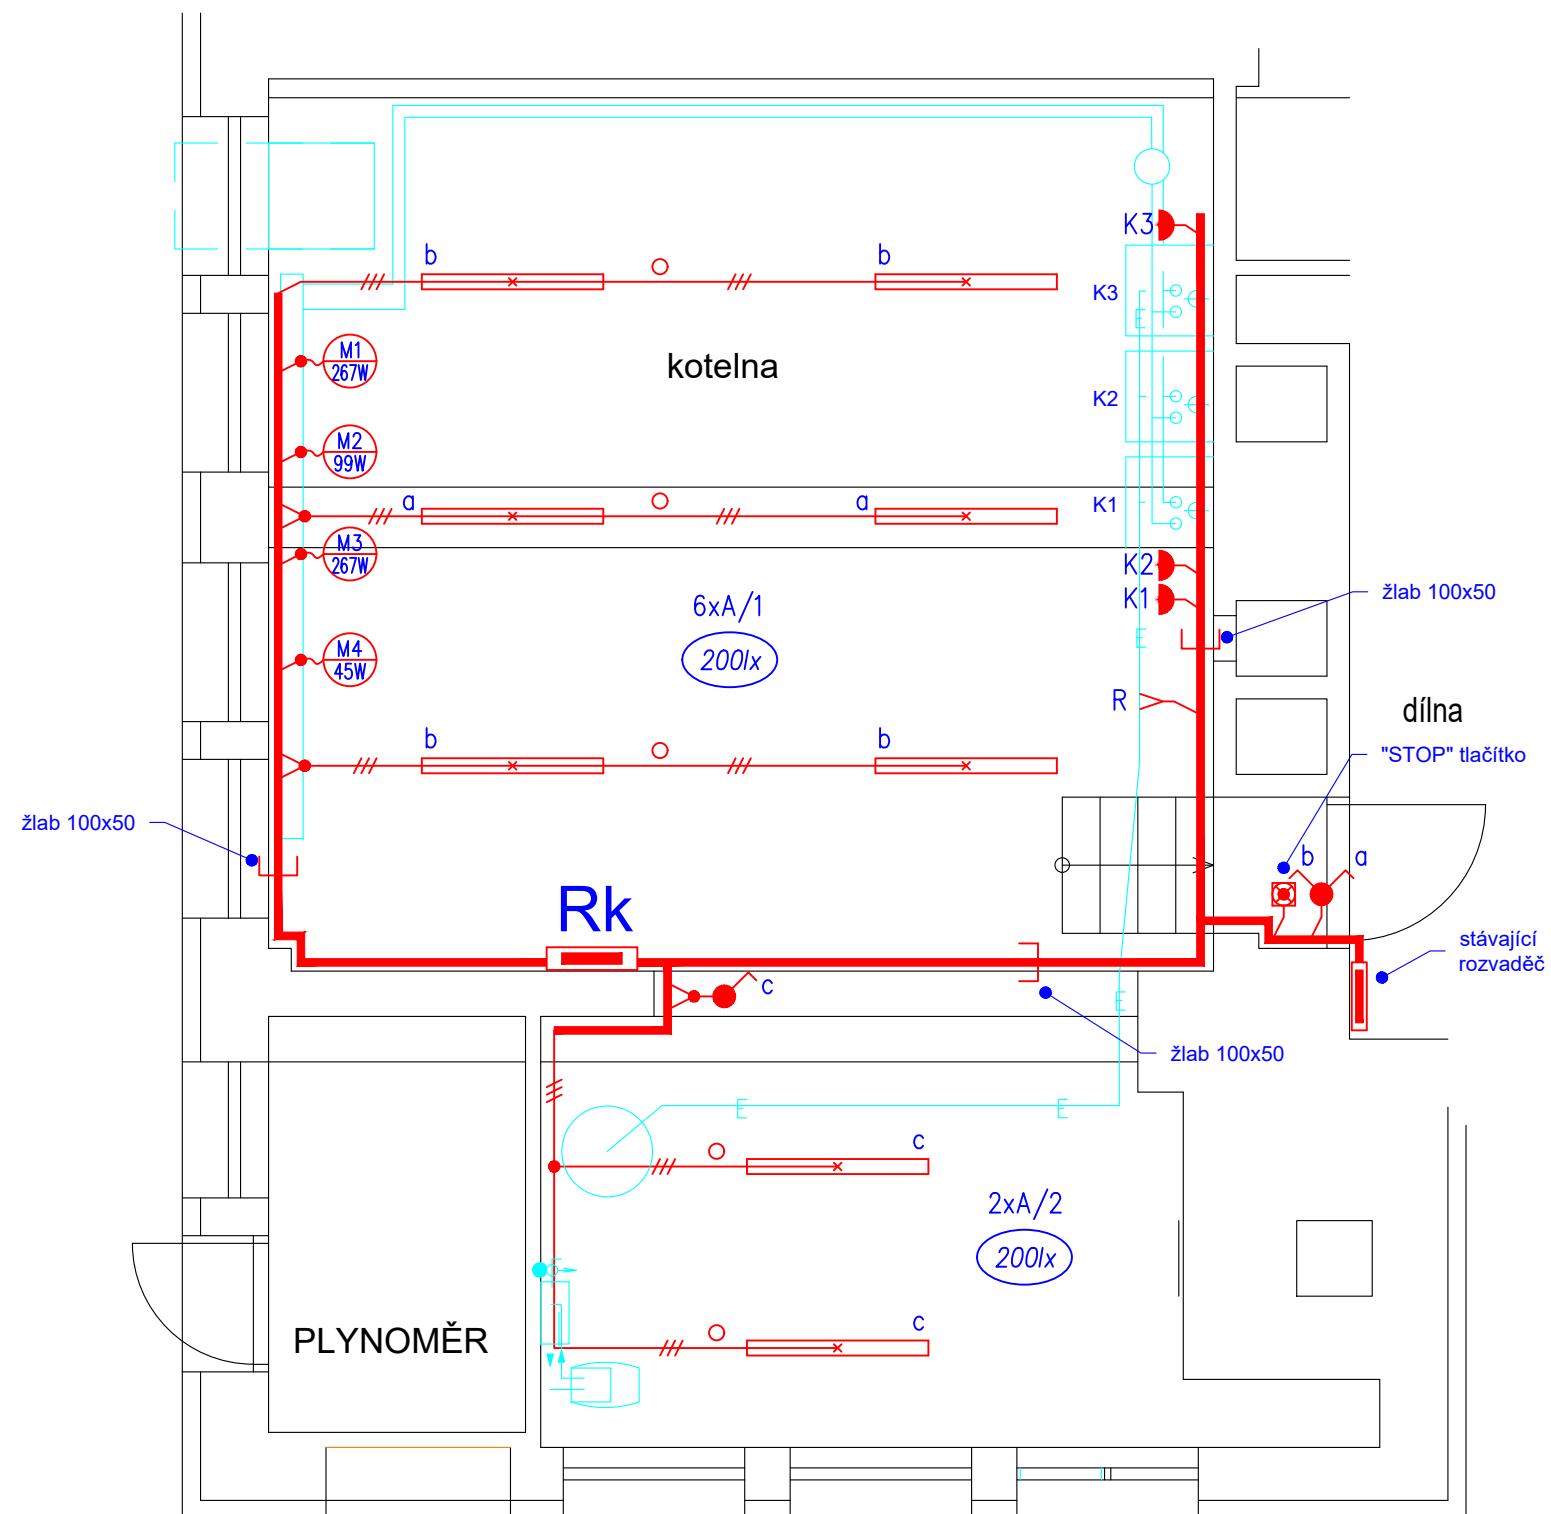 K3
b
b
K3
M1
267W
kotelna
K2
M2
99W
a
a
K1
M3
267W
K2
K1
6xA/1
200lx
žlab 100x50
E
E
M4
45W
R
dílna
b
b
"STOP" tlačítko
žlab 100x50
b
a
Rk
stávající
rozvaděč
c
E
žlab 100x50
E
E
c
2xA/2
200lx
E
c
PLYNOMĚR